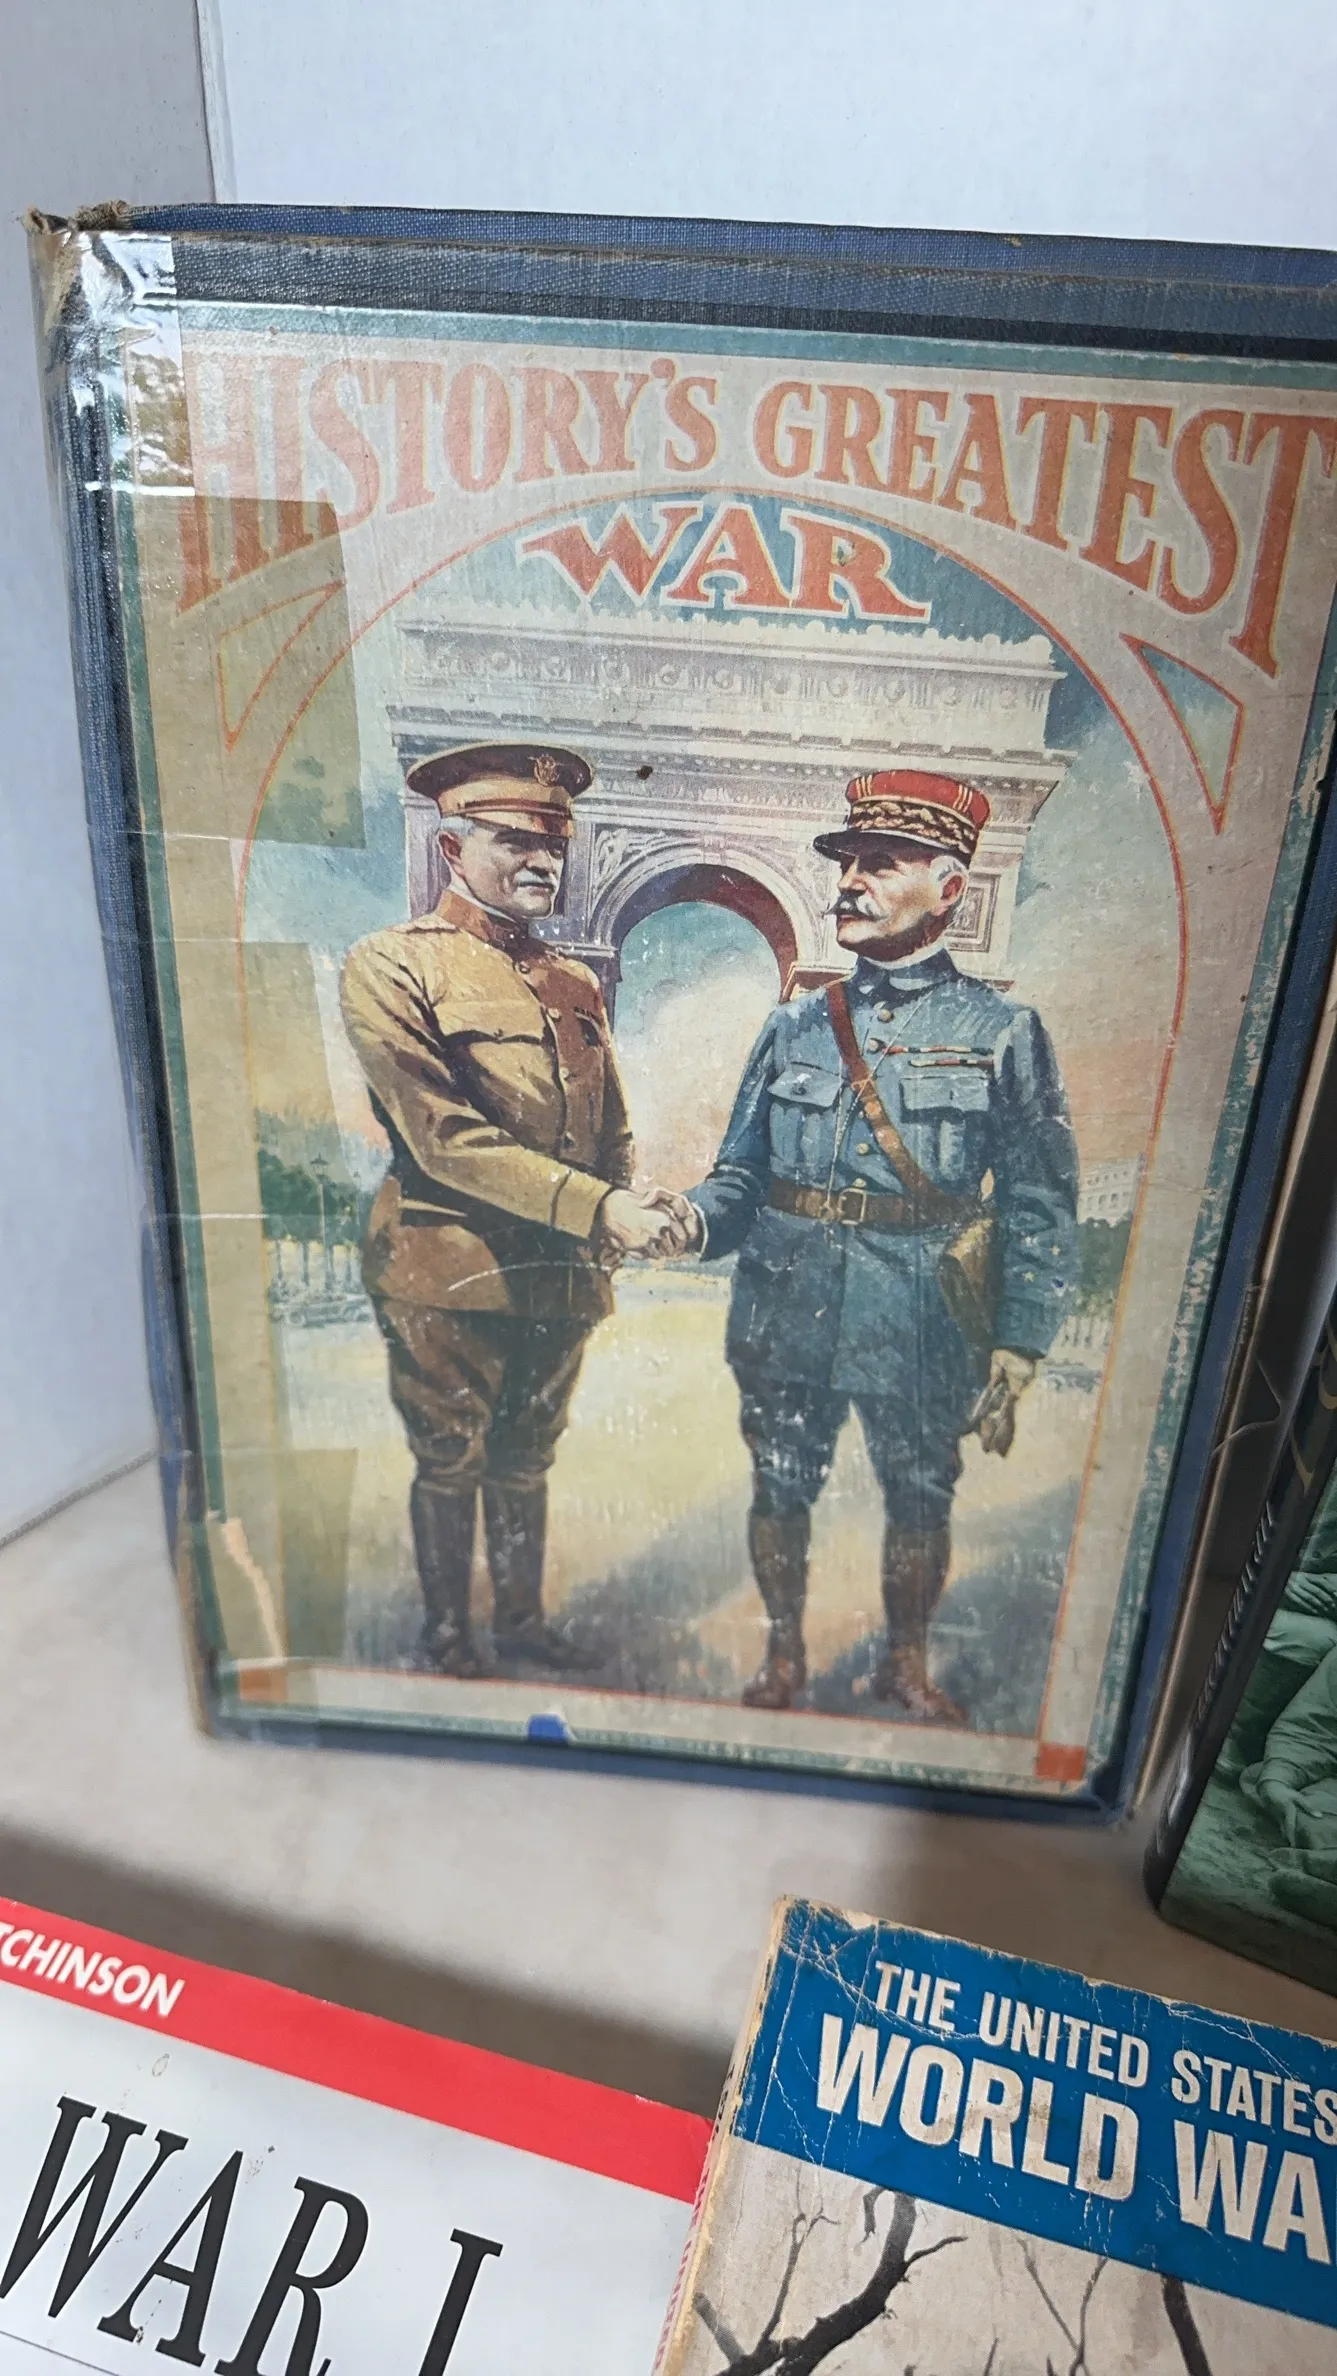 HISTORY'S GREATEST
WAR
TCHINSON
WAR I
THE UNITED STATES
WORLD WA